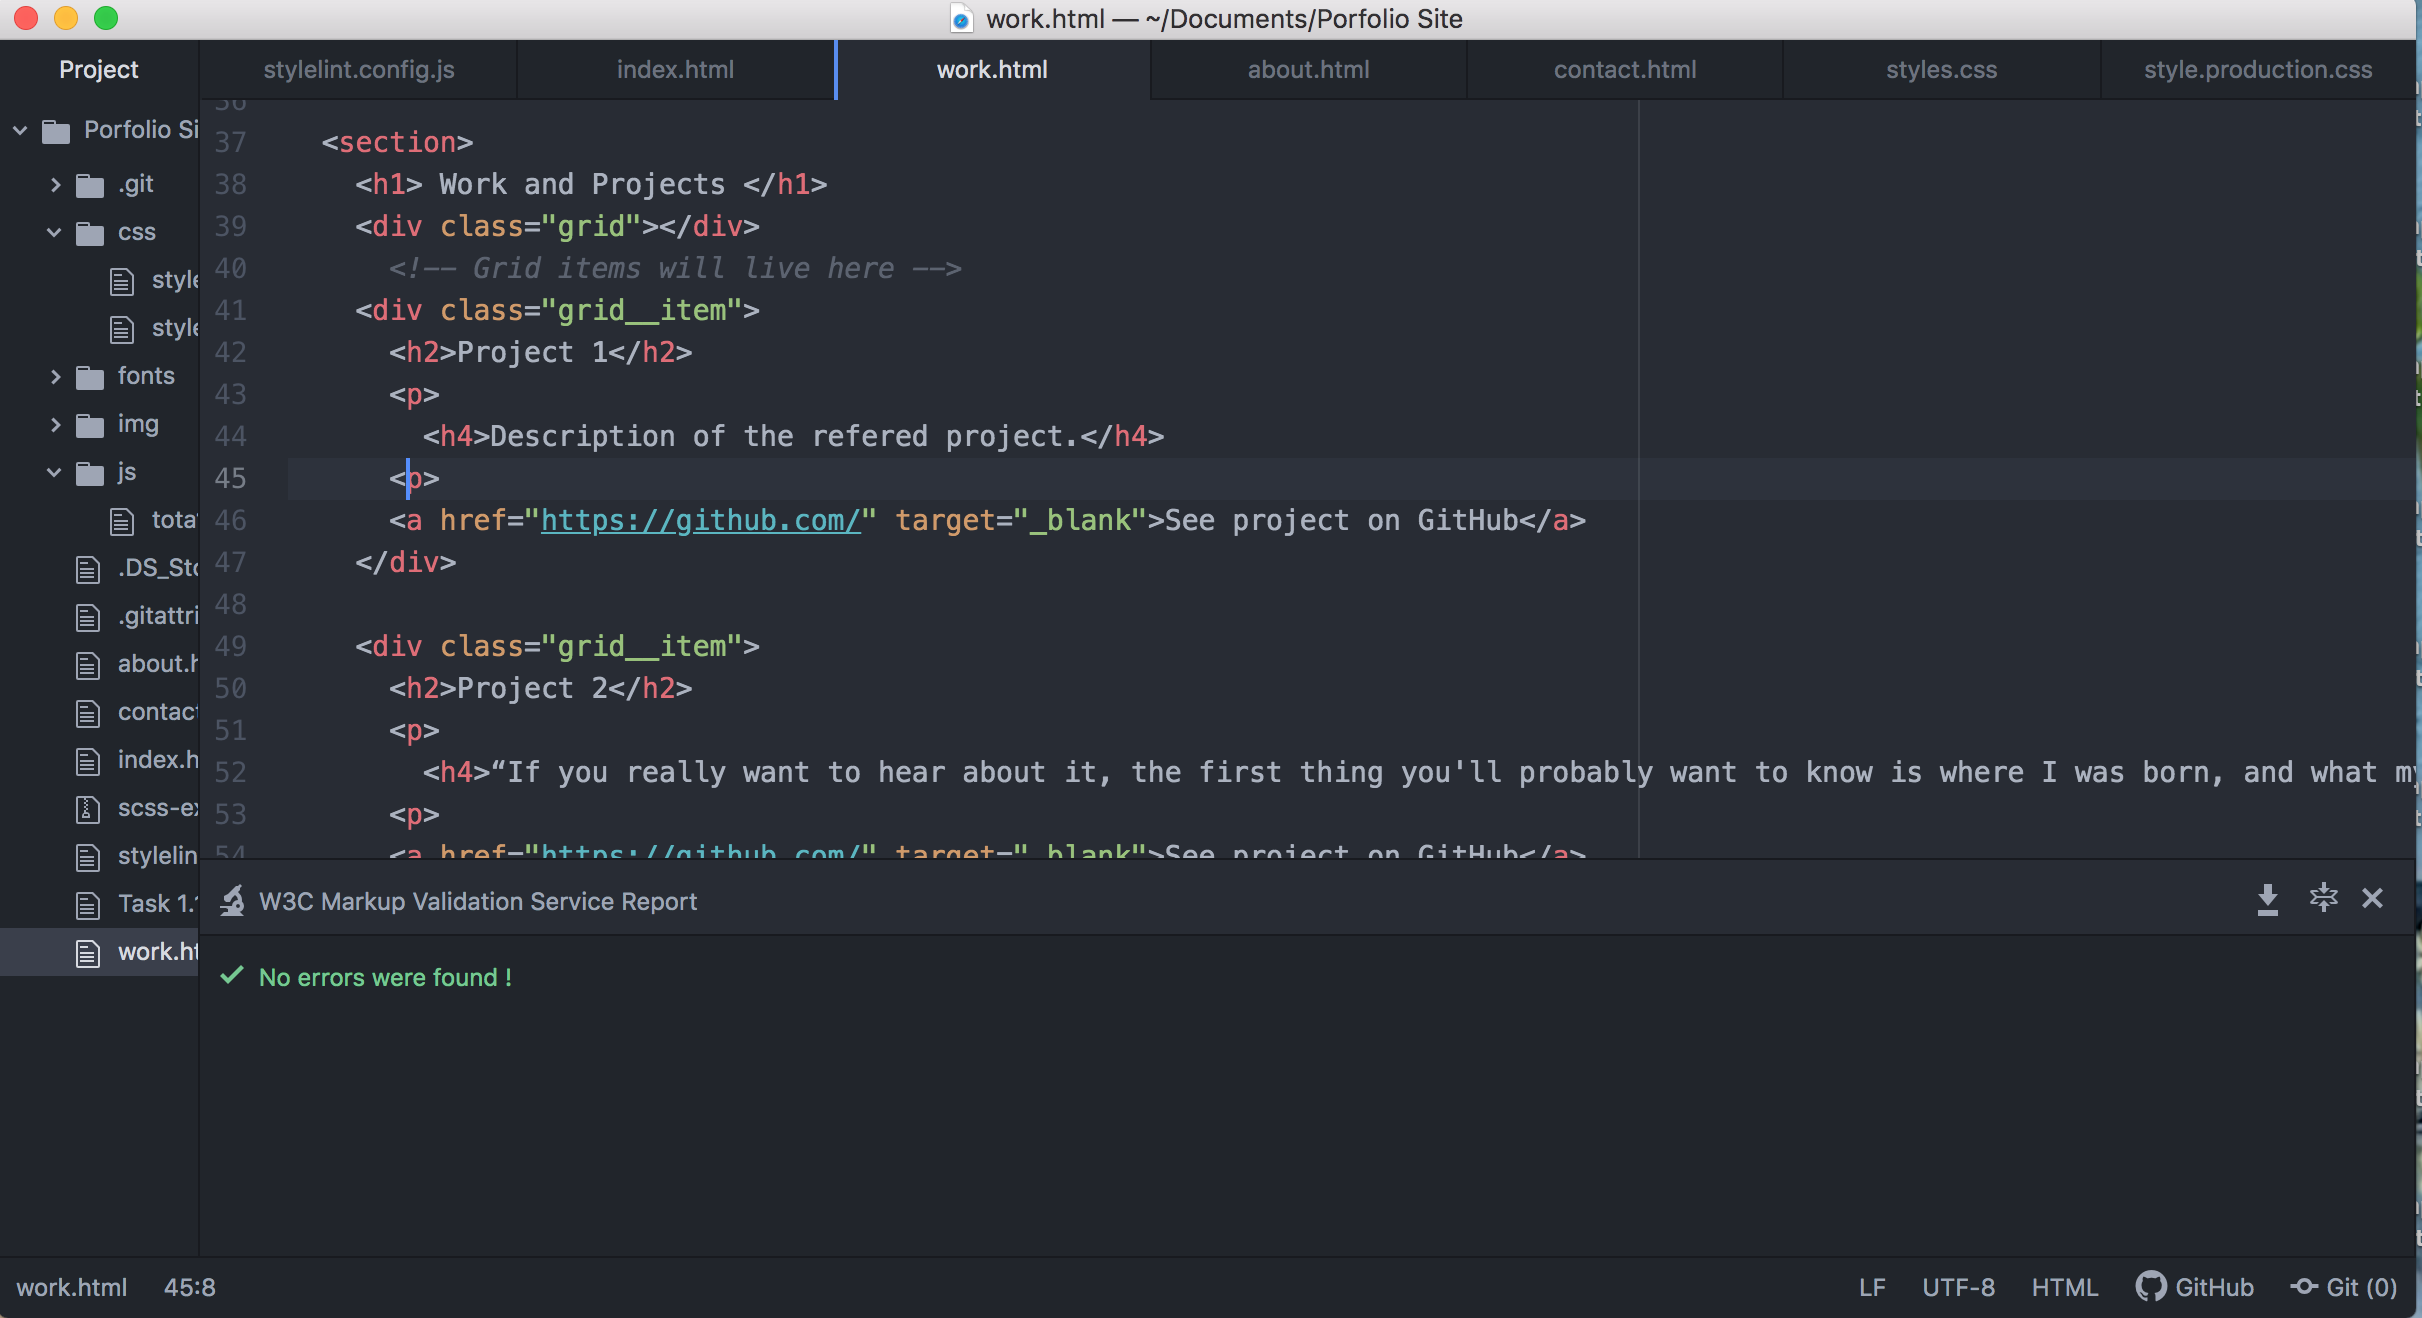 work.html — ~/Documents/Porfolio Site
Project
stylelint.config.js
index.html
work.html
about.html
contact.html
styles.css
style.production.css
Porfolio Si
.git
css
style
style
fonts
img
js
tota
.DS_Sto
.gitattri
about.h
contact
index.h
scss-ex
stylelin
Task 1.1
work.ht
36
37 <section>
38 <h1> Work and Projects </h1>
39 <div class="grid"></div>
40 <!-- Grid items will live here -->
41 <div class="grid__item">
42 <h2>Project 1</h2>
43 <p>
44 <h4>Description of the refered project.</h4>
45 <p>
46 <a href="https://github.com/" target="_blank">See project on GitHub</a>
47 </div>
48
49 <div class="grid__item">
50 <h2>Project 2</h2>
51 <p>
52 <h4>“If you really want to hear about it, the first thing you'll probably want to know is where I was born, and what my
53 <p>
54 <a href="https://github.com/" target="_blank">See project on GitHub</a>
W3C Markup Validation Service Report
No errors were found !
work.html 45:8
LF UTF-8 HTML GitHub Git (0)